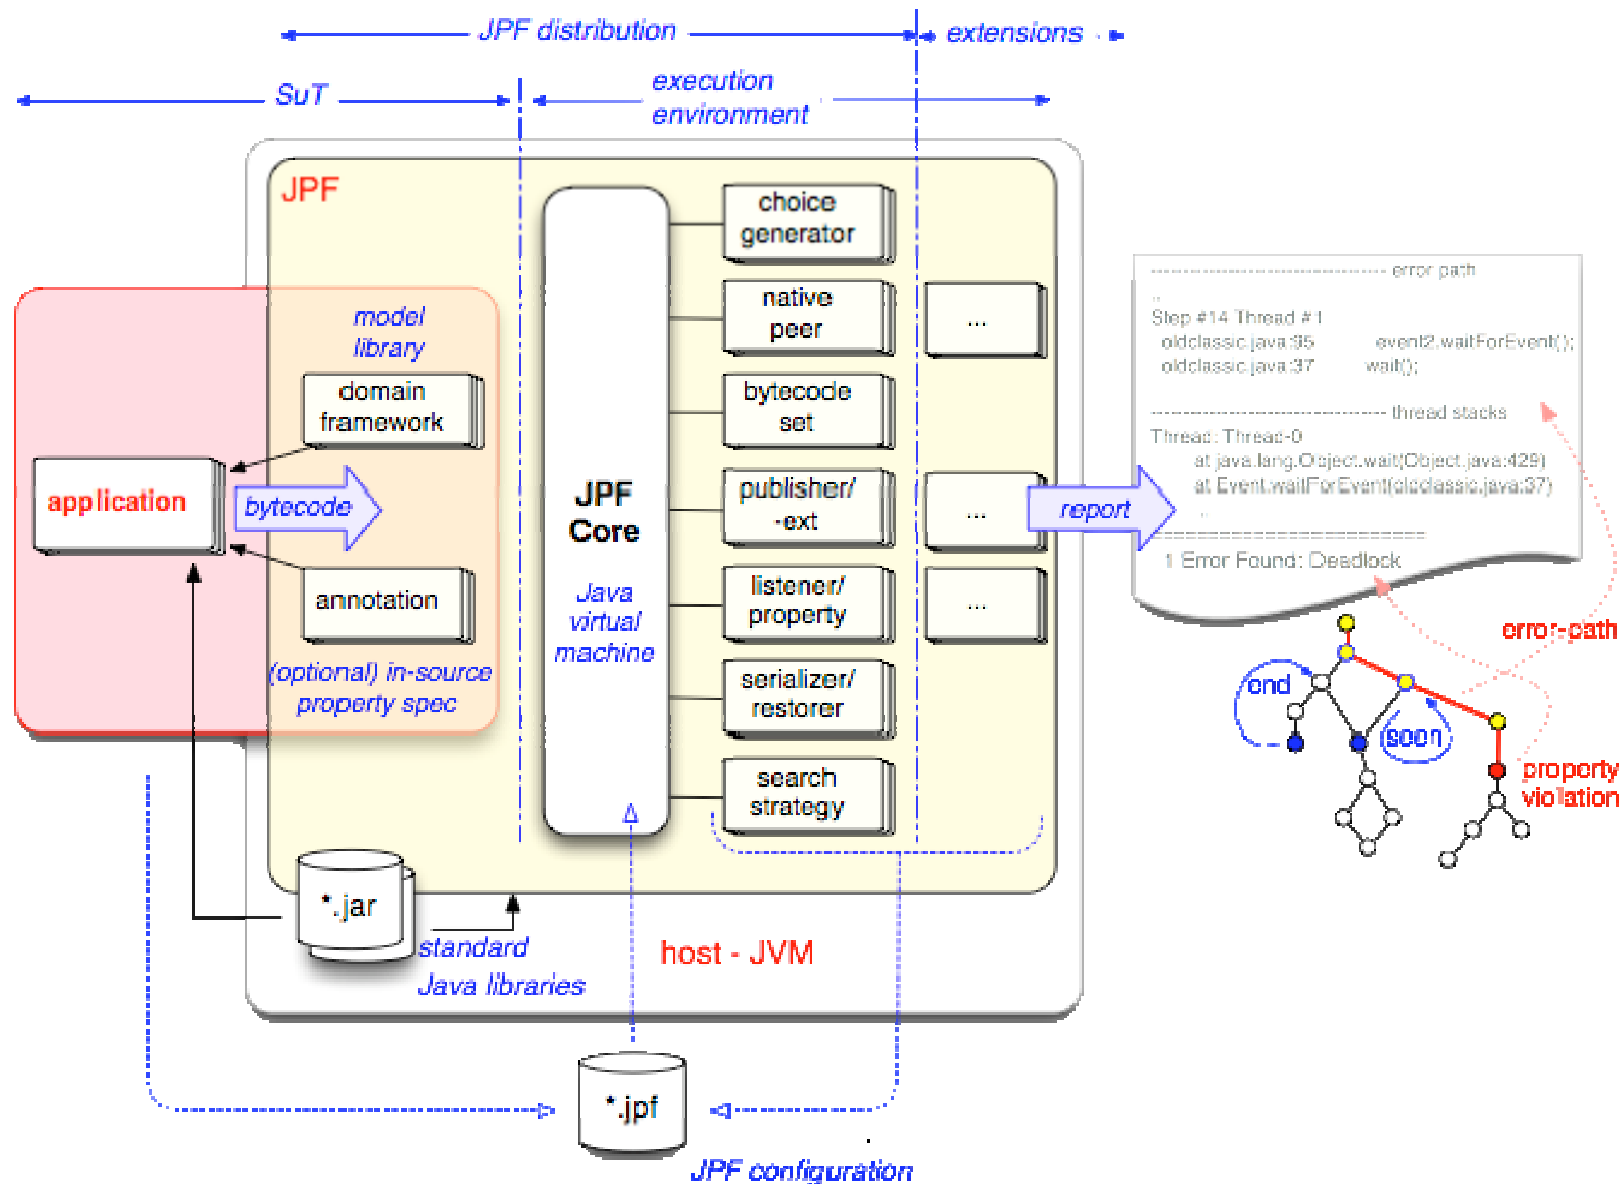 JPF distribution
extensions
SuT
execution
environment
JPF
choice
generator
native
peer
...
bytecode
set
publisher/
-ext
...
listener/
property
...
serializer/
restorer
search
strategy
JPF
Core
Java
virtual
machine
model
library
domain
framework
application
bytecode
annotation
(optional) in-source
property spec
*.jar
standard
Java libraries
host - JVM
*.jpf
JPF configuration
report
error path
..
Step #14 Thread #1
oldclassic.java:95 event2.waitForEvent();
oldclassic.java:37 wait();
thread stacks
Thread: Thread-0
at java.lang.Object.wait(Object.java:429)
at Event.waitForEvent(oldclassic.java:37)
..
1 Error Found: Deadlock
error-path
end
seen
property
violation